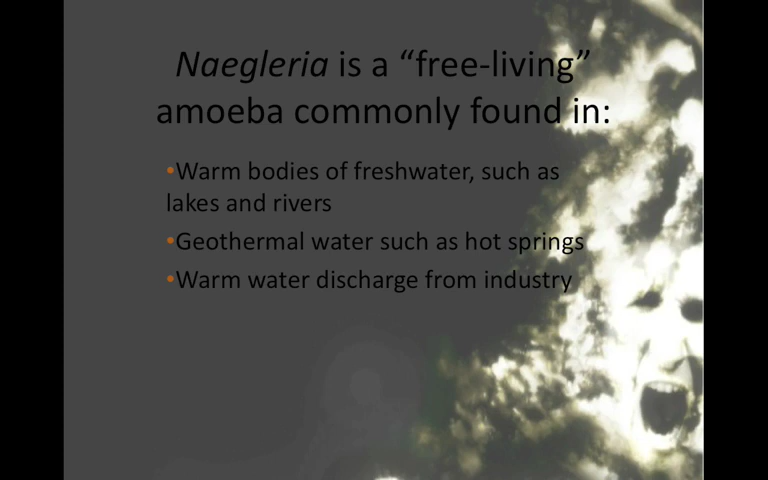 Naegleria is a “free-living”
amoeba commonly found in:
•Warm bodies of freshwater, such as
lakes and rivers
•Geothermal water such as hot springs
•Warm water discharge from industry